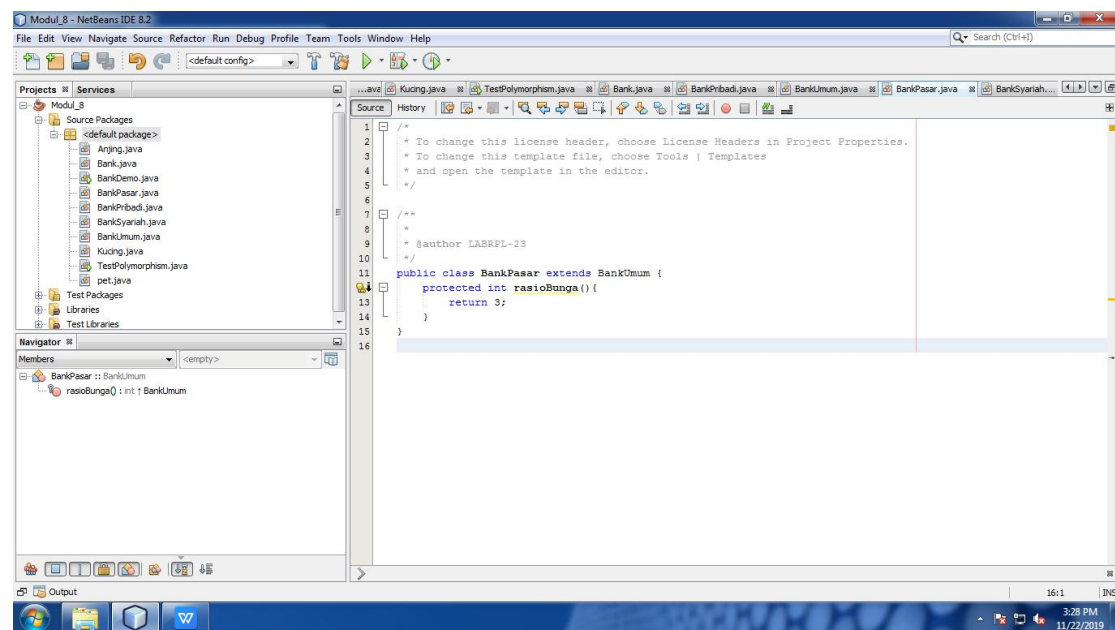 Modul_8 - NetBeans IDE 8.2
File Edit View Navigate Source Refactor Run Debug Profile Team Tools Window Help
Search (Ctrl+I)
<default config>
Projects Services
...ava Kucing.java TestPolymorphism.java Bank.java BankPribadi.java BankUmum.java BankPasar.java BankSyariah....
Source History
Modul_8
Source Packages
<default package>
Anjing.java
Bank.java
BankDemo.java
BankPasar.java
BankPribadi.java
BankSyariah.java
BankUmum.java
Kucing.java
TestPolymorphism.java
pet.java
Test Packages
Libraries
Test Libraries
Navigator
Members <empty>
BankPasar :: BankUmum
rasioBunga() : int ↑ BankUmum
1 /*
2 * To change this license header, choose License Headers in Project Properties.
3 * To change this template file, choose Tools | Templates
4 * and open the template in the editor.
5 */
6
7 /**
8 *
9 * @author LABRPL-23
10 */
11 public class BankPasar extends BankUmum {
protected int rasioBunga(){
13 return 3;
14 }
15 }
16
Output
16:1 INS
3:28 PM
11/22/2019